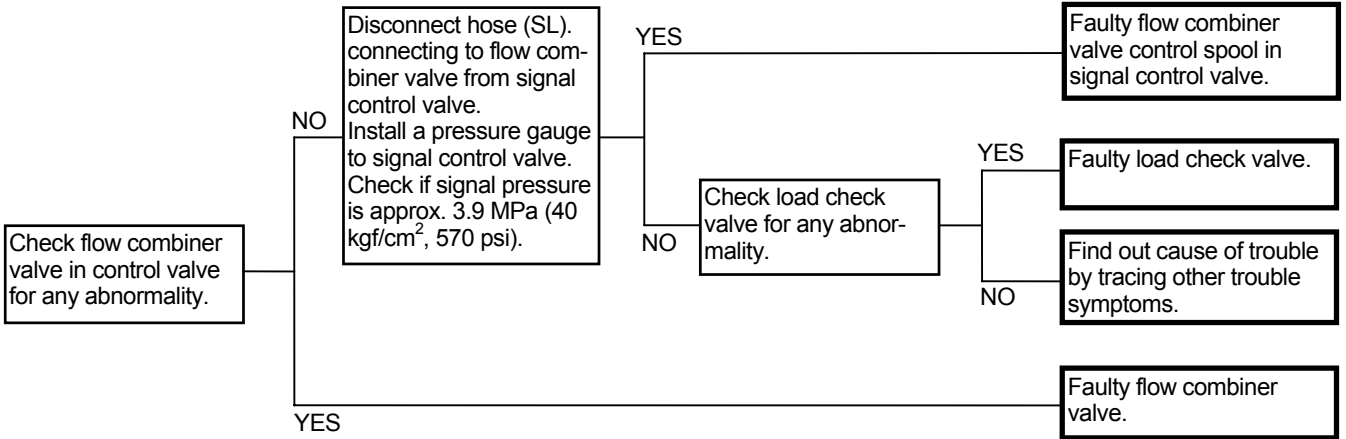 Check flow combiner
valve in control valve
for any abnormality.
NO
Disconnect hose (SL).
connecting to flow com-
biner valve from signal
control valve.
Install a pressure gauge
to signal control valve.
Check if signal pressure
is approx. 3.9 MPa (40
kgf/cm², 570 psi).
YES
Faulty flow combiner
valve control spool in
signal control valve.
NO
Check load check
valve for any abnor-
mality.
YES
Faulty load check valve.
NO
Find out cause of trouble
by tracing other trouble
symptoms.
YES
Faulty flow combiner
valve.